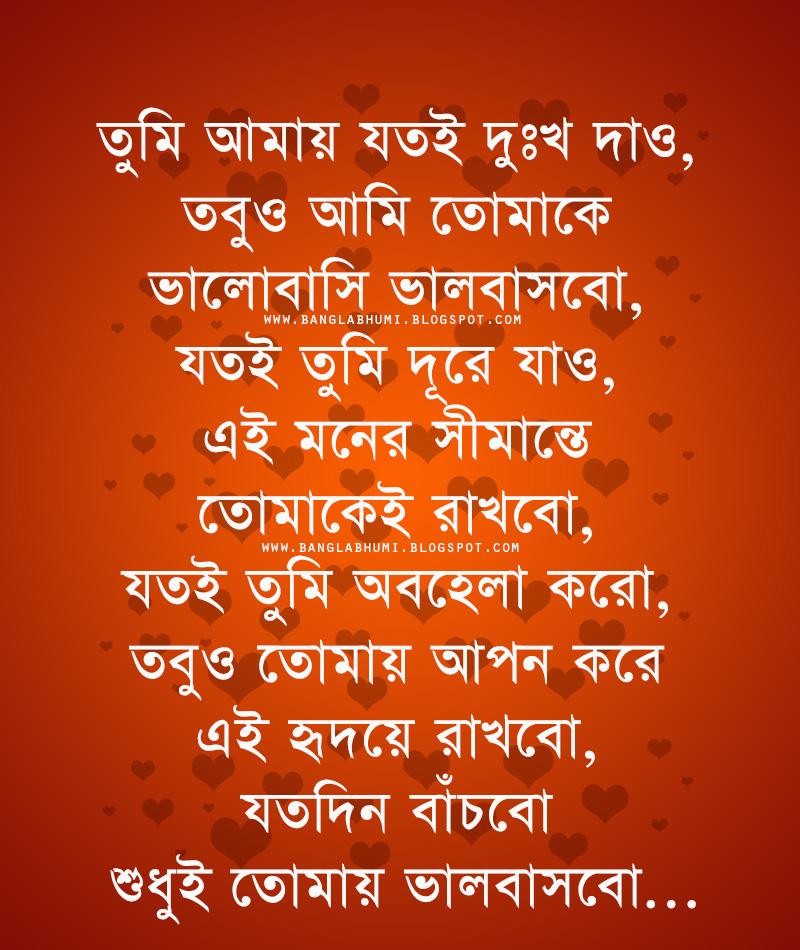 তুমি আমায় যতই দুঃখ দাও,
তবুও আমি তোমাকে
ভালোবাসি ভালবাসবো,
WWW.BANGLABHUMI.BLOGSPOT.COM
যতই তুমি দূরে যাও,
এই মনের সীমান্তে
তোমাকেই রাখবো,
WWW.BANGLABHUMI.BLOGSPOT.COM
যতই তুমি অবহেলা করো,
তবুও তোমায় আপন করে
এই হৃদয়ে রাখবো,
যতদিন বাঁচবো
শুধুই তোমায় ভালবাসবো...